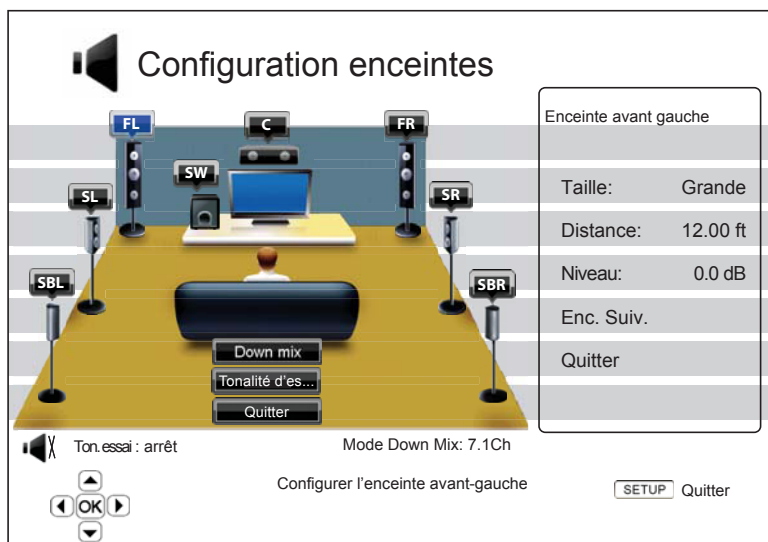 Configuration enceintes
FL
C
FR
SW
SL
SR
SBL
SBR
Down mix
Tonalité d'es...
Quitter
Enceinte avant gauche
Taille: Grande
Distance: 12.00 ft
Niveau: 0.0 dB
Enc. Suiv.
Quitter
Ton. essai : arrêt
Mode Down Mix: 7.1Ch
OK
Configurer l’enceinte avant-gauche
SETUP Quitter